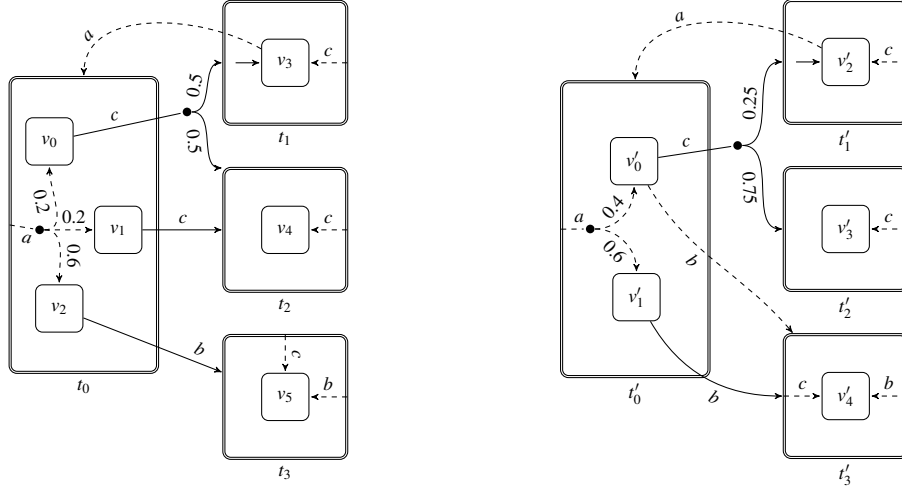 a
v₃
c
0.5
t₁
v₀
c
0.5
0.2
a
0.2
v₁
c
v₄
c
0.6
v₂
t₂
b
c
v₅
b
t₀
t₃
a
v′₂
c
0.25
t′₁
v′₀
c
0.75
a
0.4
v′₃
c
0.6
b
v′₁
t′₂
c
v′₄
b
t′₀
b
t′₃